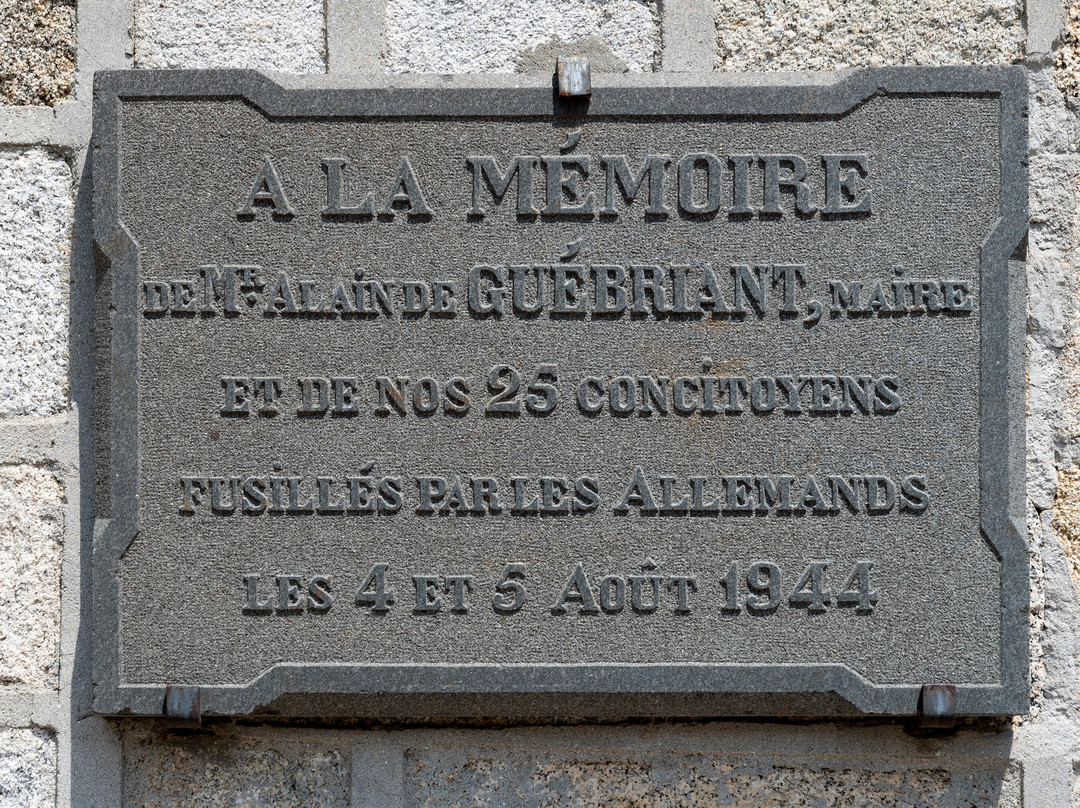 A LA MÉMOIRE
DE MR. ALAIN DE GUÉBRIANT, MAIRE
ET DE NOS 25 CONCITOYENS
FUSILLÉS PAR LES ALLEMANDS
LES 4 ET 5 AOÛT 1944